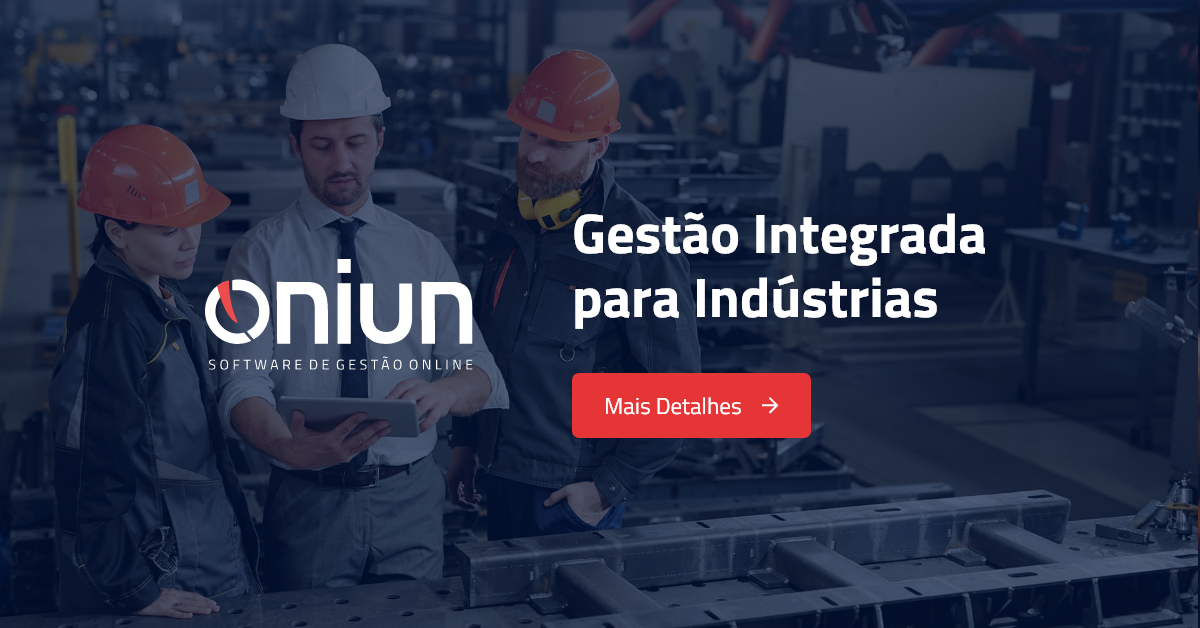 Oniun
SOFTWARE DE GESTÃO ONLINE
Gestão Integrada
para Indústrias
Mais Detalhes